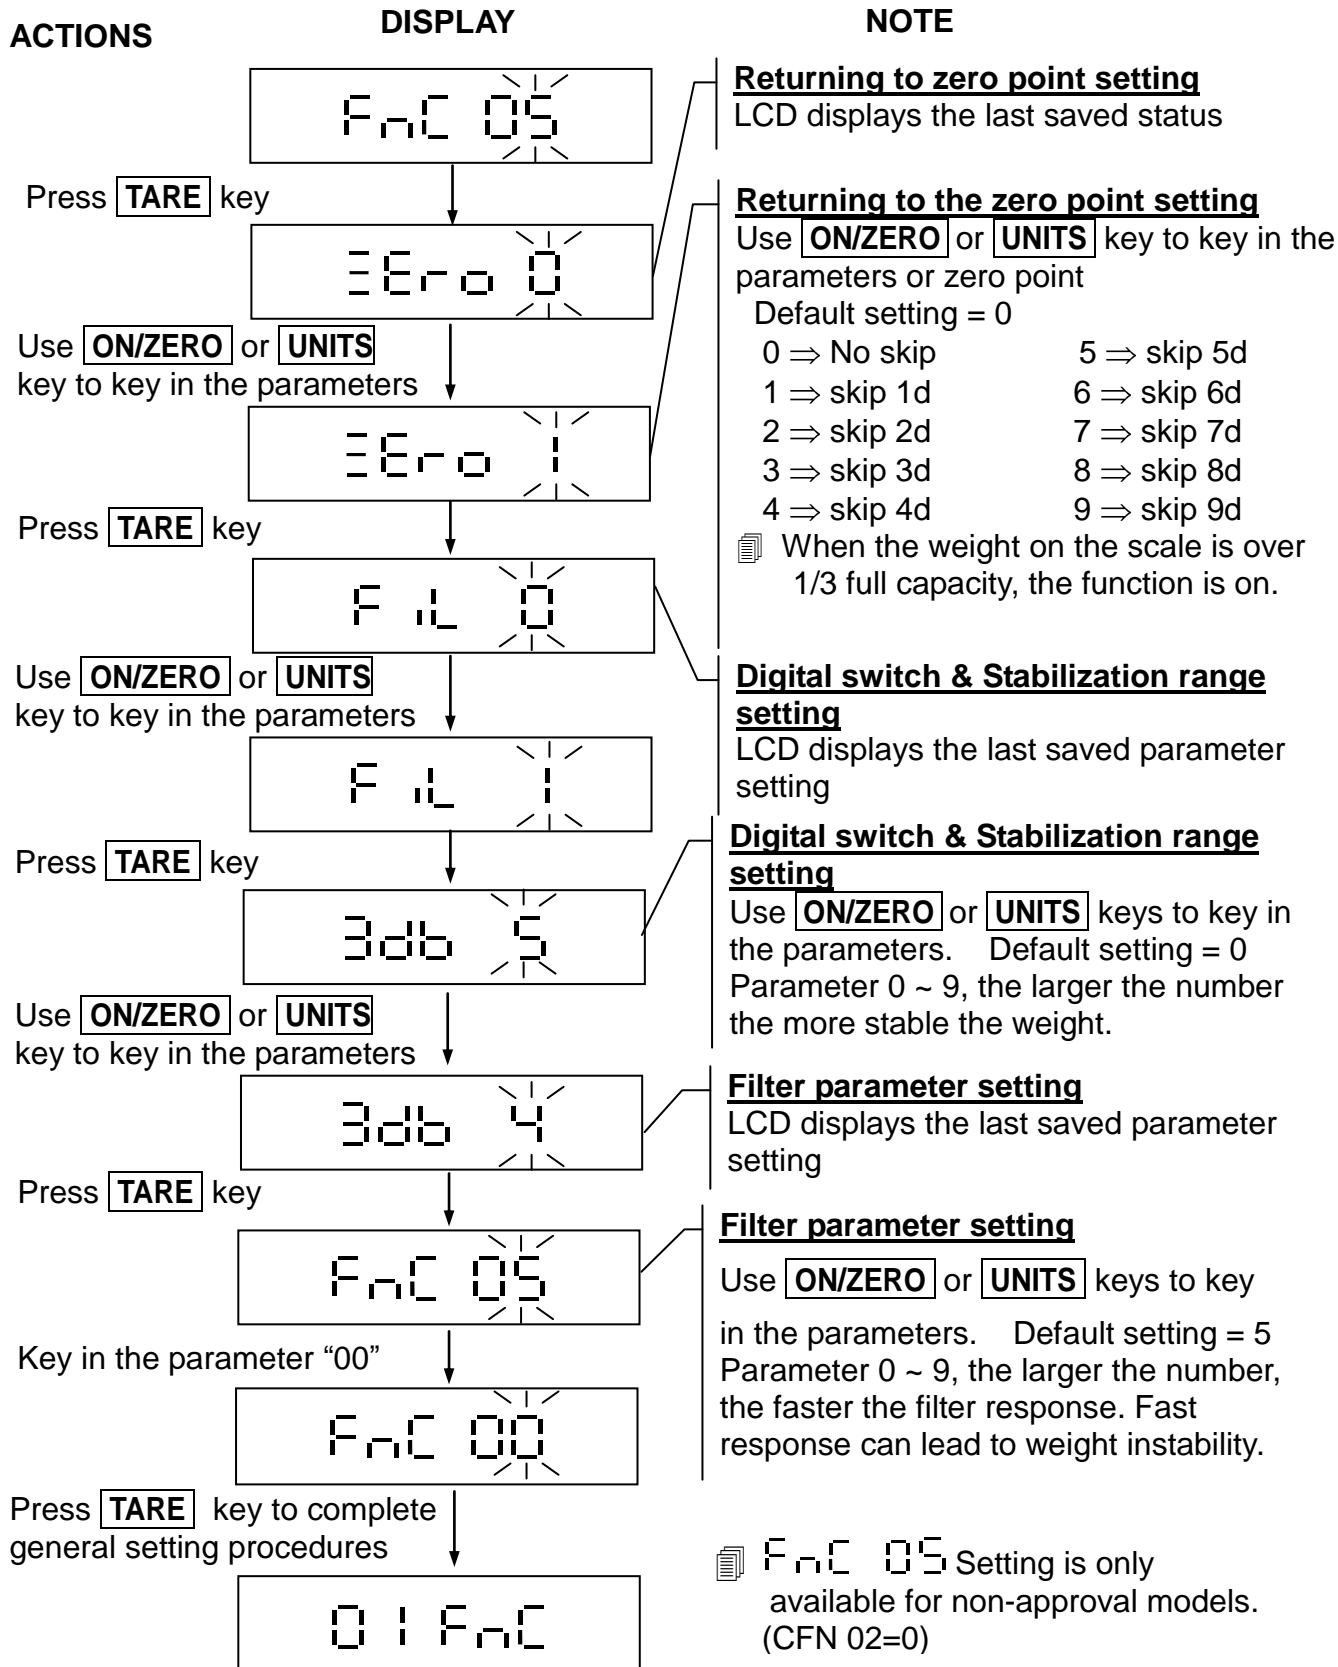 ACTIONS
DISPLAY
NOTE
FnC 05
Press TARE key
ZEro 0
Use ON/ZERO or UNITS
key to key in the parameters
ZEro 1
Press TARE key
FiL 0
Use ON/ZERO or UNITS
key to key in the parameters
FiL 1
Press TARE key
3db 5
Use ON/ZERO or UNITS
key to key in the parameters
3db 4
Press TARE key
FnC 05
Key in the parameter “00”
FnC 00
Press TARE key to complete
general setting procedures
01 FnC
Returning to zero point setting
LCD displays the last saved status
Returning to the zero point setting
Use ON/ZERO or UNITS key to key in the
parameters or zero point
Default setting = 0
0 ⇒ No skip 5 ⇒ skip 5d
1 ⇒ skip 1d 6 ⇒ skip 6d
2 ⇒ skip 2d 7 ⇒ skip 7d
3 ⇒ skip 3d 8 ⇒ skip 8d
4 ⇒ skip 4d 9 ⇒ skip 9d
When the weight on the scale is over
1/3 full capacity, the function is on.
Digital switch & Stabilization range
setting
LCD displays the last saved parameter
setting
Digital switch & Stabilization range
setting
Use ON/ZERO or UNITS keys to key in
the parameters. Default setting = 0
Parameter 0 ~ 9, the larger the number
the more stable the weight.
Filter parameter setting
LCD displays the last saved parameter
setting
Filter parameter setting
Use ON/ZERO or UNITS keys to key
in the parameters. Default setting = 5
Parameter 0 ~ 9, the larger the number,
the faster the filter response. Fast
response can lead to weight instability.
FnC 05 Setting is only
available for non-approval models.
(CFN 02=0)